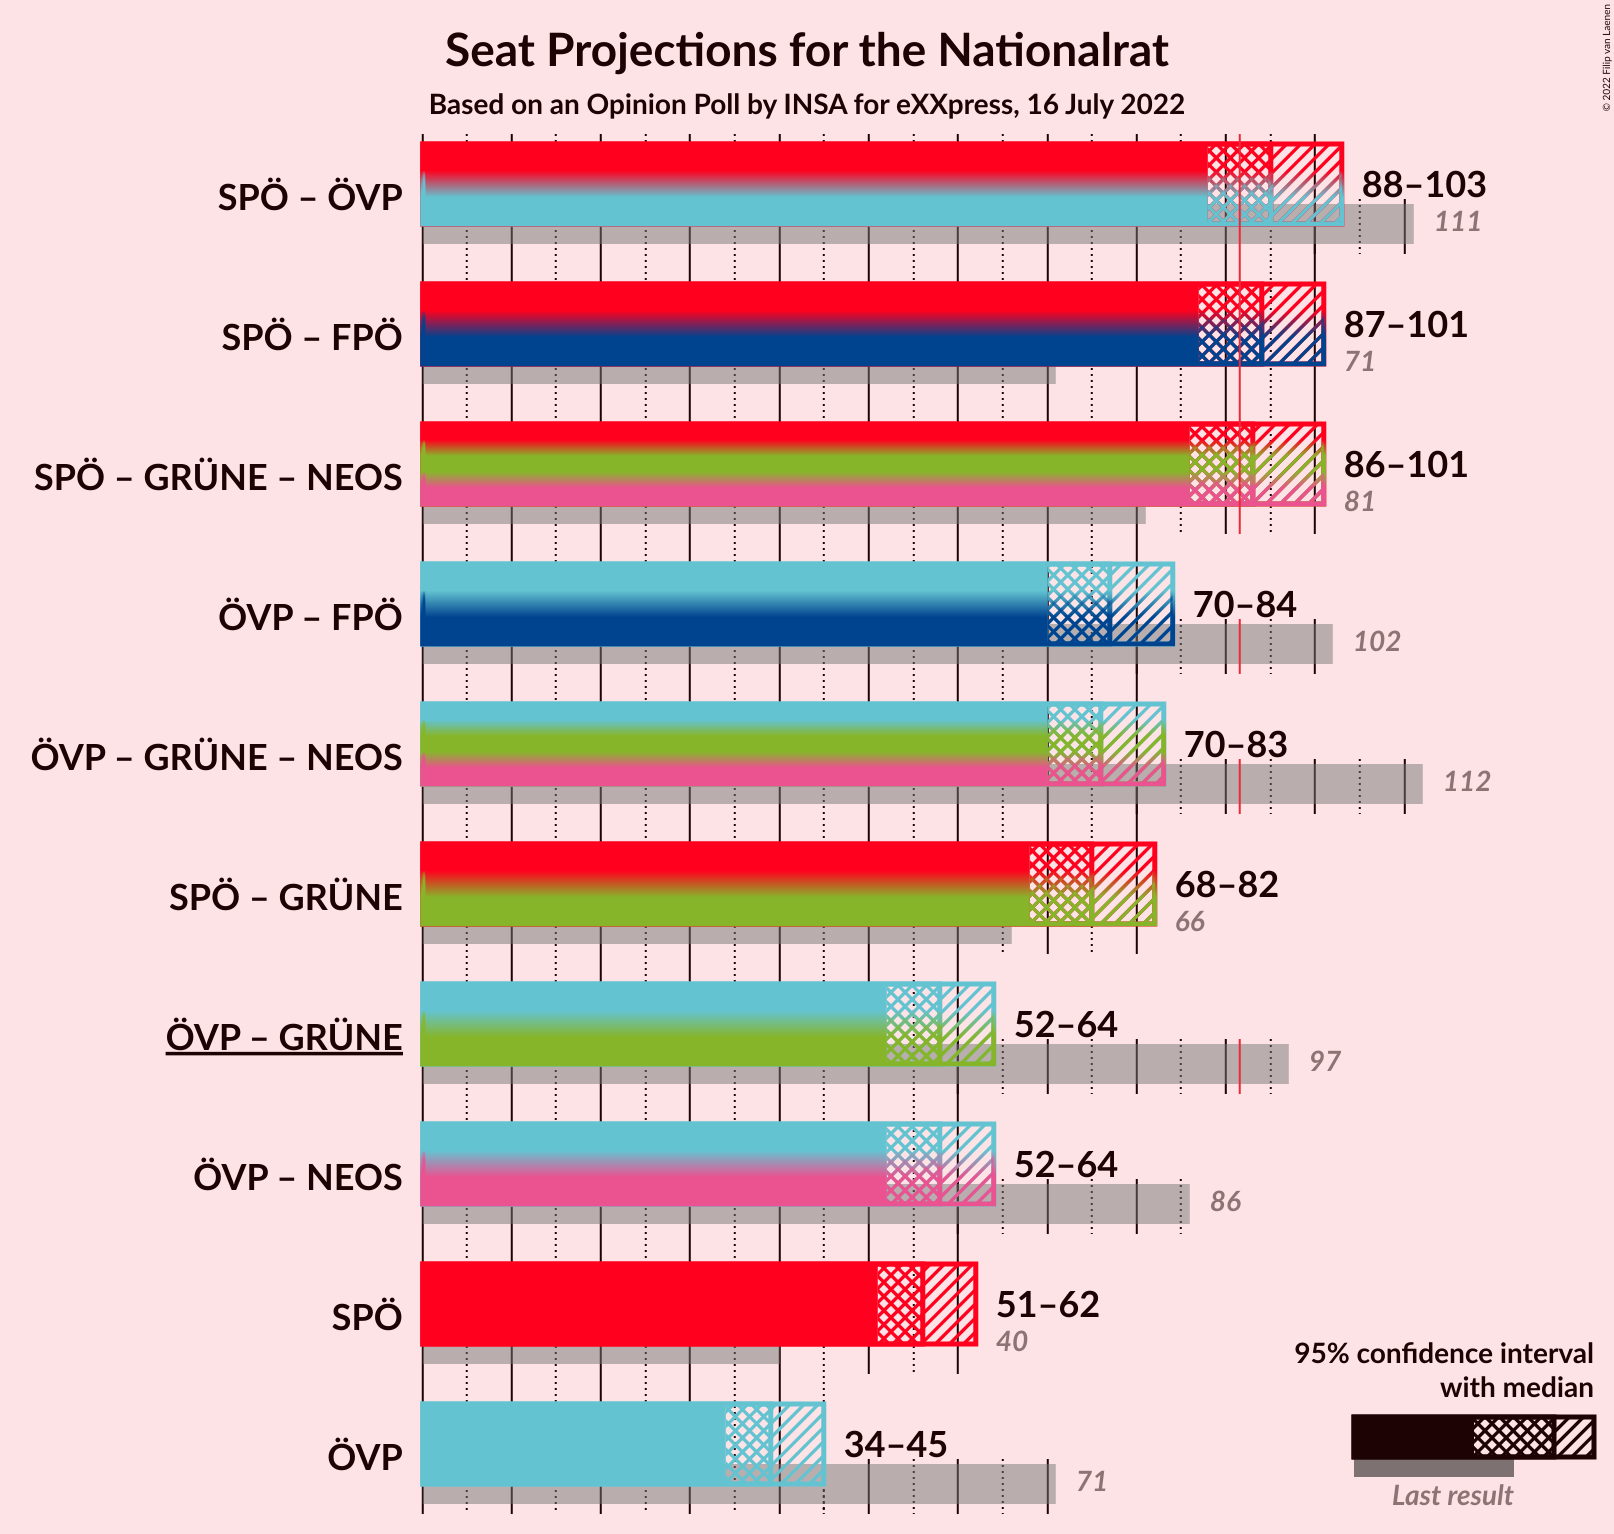 Seat Projections for the Nationalrat
Based on an Opinion Poll by INSA for eXXpress, 16 July 2022
© 2022 Filip van Laenen
SPÖ – ÖVP
88–103
111
SPÖ – FPÖ
87–101
71
SPÖ – GRÜNE – NEOS
86–101
81
ÖVP – FPÖ
70–84
102
ÖVP – GRÜNE – NEOS
70–83
112
SPÖ – GRÜNE
68–82
66
ÖVP – GRÜNE
52–64
97
ÖVP – NEOS
52–64
86
SPÖ
51–62
40
ÖVP
34–45
71
95% confidence interval
with median
Last result